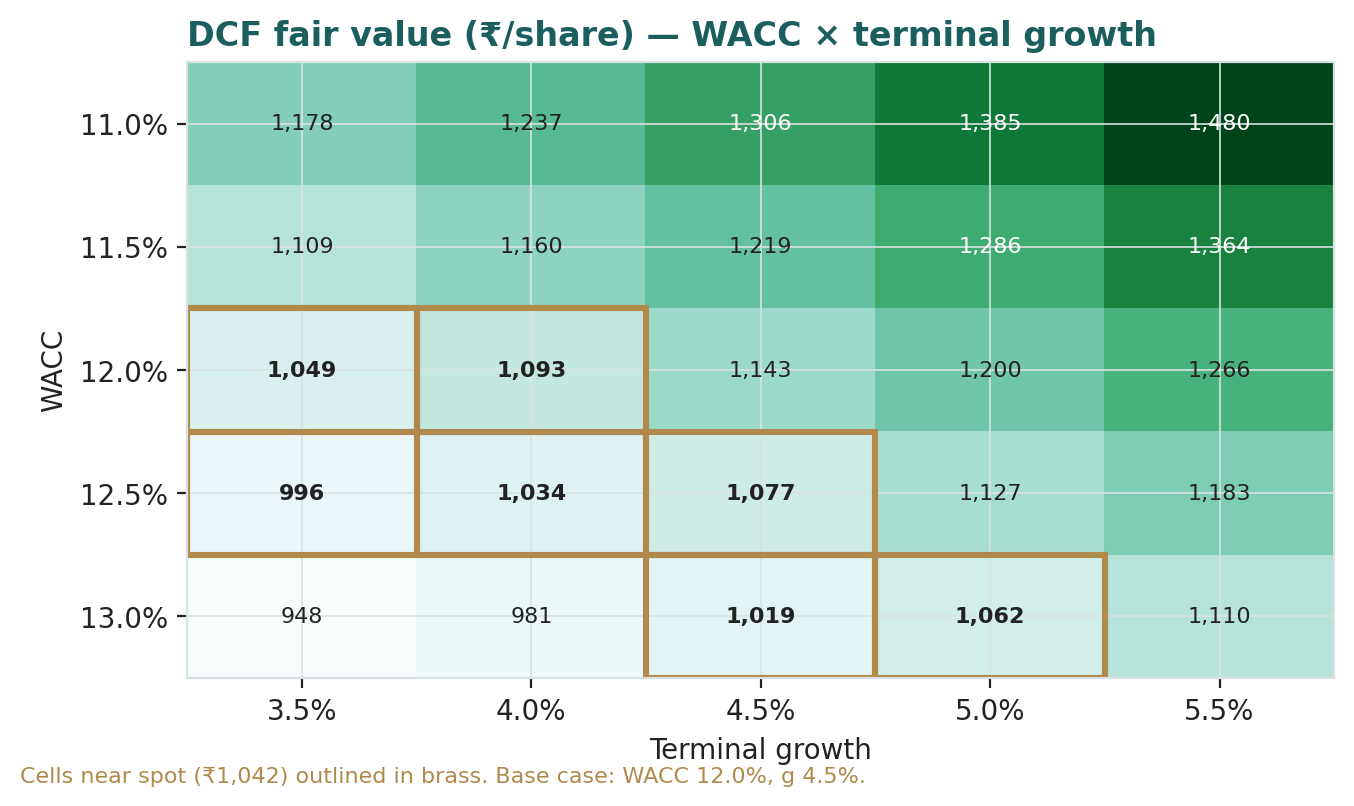 DCF fair value (₹/share) — WACC × terminal growth
WACC
11.0% 1,178 1,237 1,306 1,385 1,480
11.5% 1,109 1,160 1,219 1,286 1,364
12.0% 1,049 1,093 1,143 1,200 1,266
12.5% 996 1,034 1,077 1,127 1,183
13.0% 948 981 1,019 1,062 1,110
3.5% 4.0% 4.5% 5.0% 5.5%
Terminal growth
Cells near spot (₹1,042) outlined in brass. Base case: WACC 12.0%, g 4.5%.